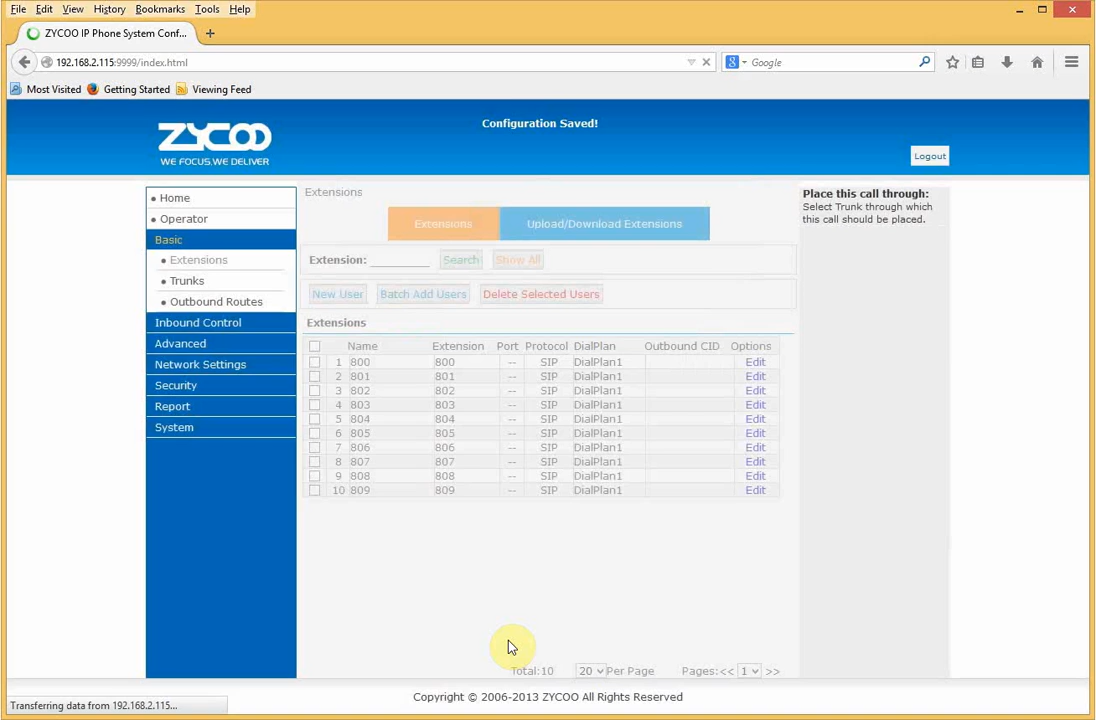 File Edit View History Bookmarks Tools Help
ZYCOO IP Phone System Conf...
192.168.2.115:9999/index.html
Google
Most Visited Getting Started Viewing Feed
Configuration Saved!
ZYCOO
WE FOCUS.WE DELIVER
Logout
Home
Operator
Basic
Extensions
Trunks
Outbound Routes
Inbound Control
Advanced
Network Settings
Security
Report
System
Extensions
Extensions Upload/Download Extensions
Extension: Search Show All
New User Batch Add Users Delete Selected Users
Extensions
Name Extension Port Protocol DialPlan Outbound CID Options
1 800 800 -- SIP DialPlan1 Edit
2 801 801 -- SIP DialPlan1 Edit
3 802 802 -- SIP DialPlan1 Edit
4 803 803 -- SIP DialPlan1 Edit
5 804 804 -- SIP DialPlan1 Edit
6 805 805 -- SIP DialPlan1 Edit
7 806 806 -- SIP DialPlan1 Edit
8 807 807 -- SIP DialPlan1 Edit
9 808 808 -- SIP DialPlan1 Edit
10 809 809 -- SIP DialPlan1 Edit
Total:10 20 Per Page Pages:<< 1 >>
Place this call through:
Select Trunk through which
this call should be placed.
Copyright © 2006-2013 ZYCOO All Rights Reserved
Transferring data from 192.168.2.115...